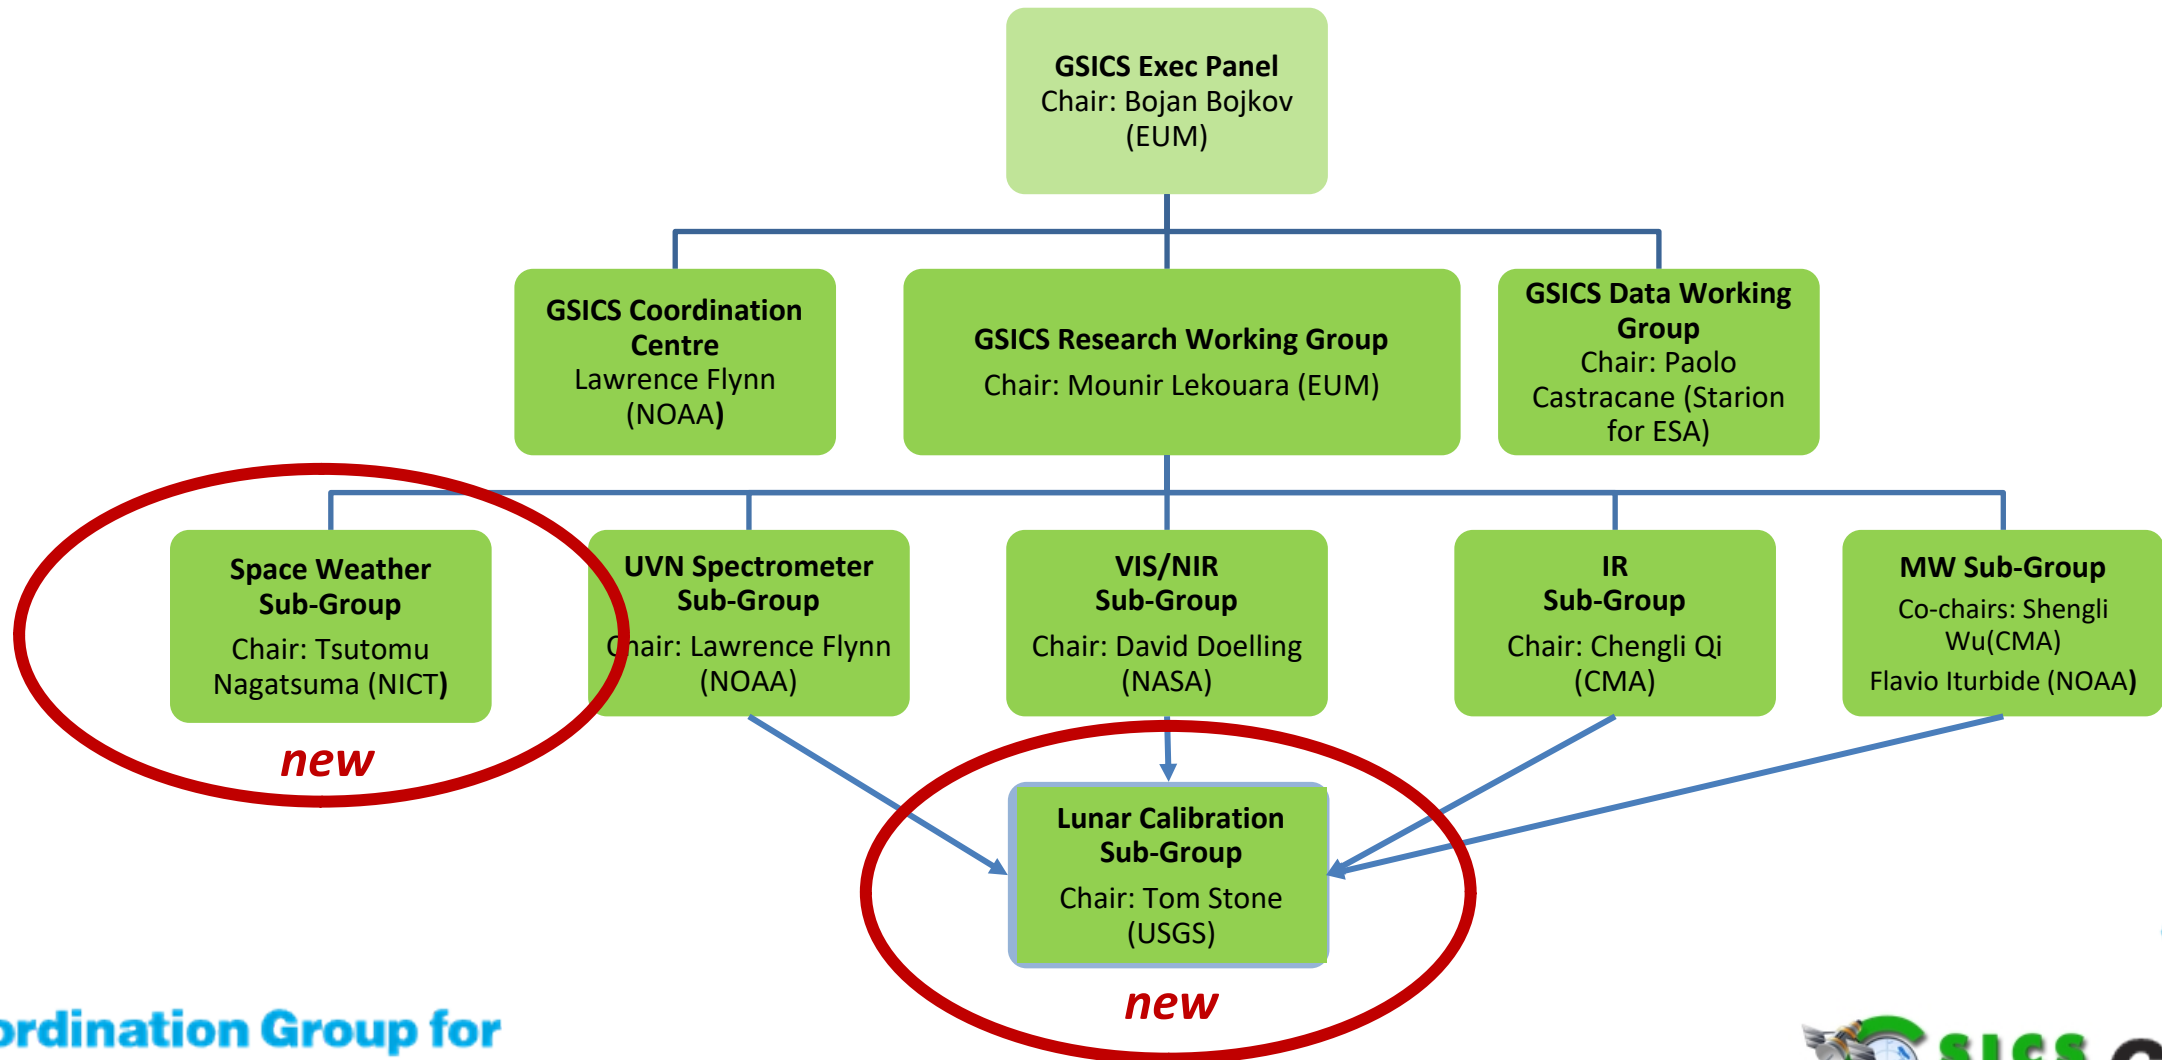 GSICS Exec Panel
Chair: Bojan Bojkov
(EUM)
GSICS Coordination
Centre
Lawrence Flynn
(NOAA)
GSICS Research Working Group
Chair: Mounir Lekouara (EUM)
GSICS Data Working
Group
Chair: Paolo
Castracane (Starion
for ESA)
Space Weather
Sub-Group
Chair: Tsutomu
Nagatsuma (NICT)
new
UVN Spectrometer
Sub-Group
Chair: Lawrence Flynn
(NOAA)
VIS/NIR
Sub-Group
Chair: David Doelling
(NASA)
IR
Sub-Group
Chair: Chengli Qi
(CMA)
MW Sub-Group
Co-chairs: Shengli
Wu(CMA)
Flavio Iturbide (NOAA)
Lunar Calibration
Sub-Group
Chair: Tom Stone
(USGS)
new
ordination Group for
GSICS